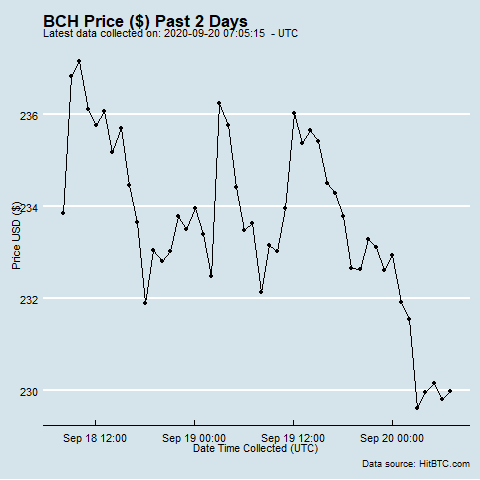 BCH Price ($) Past 2 Days
Latest data collected on: 2020-09-20 07:05:15 - UTC
236
234
232
230
Price USD ($)
Sep 18 12:00
Sep 19 00:00
Sep 19 12:00
Sep 20 00:00
Date Time Collected (UTC)
Data source: HitBTC.com